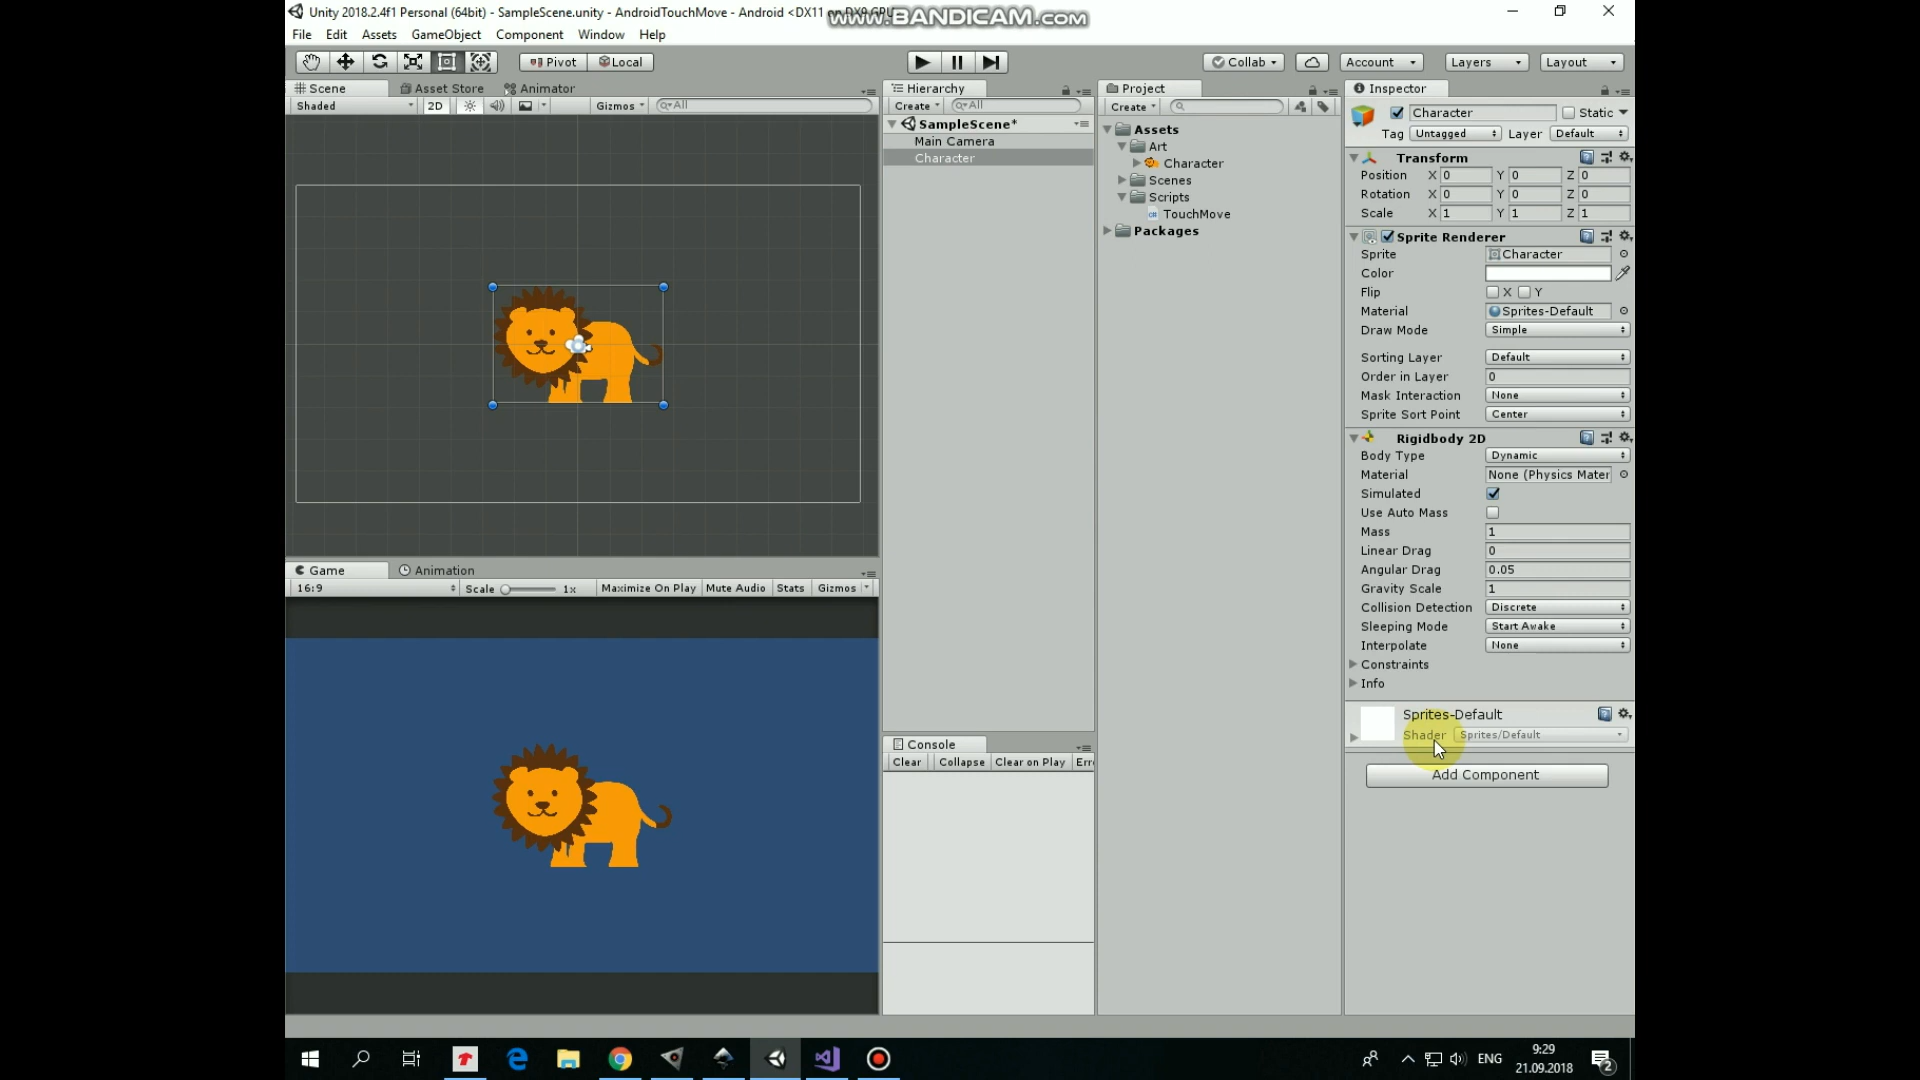 Unity 2018.2.4f1 Personal (64bit) - SampleScene.unity - AndroidTouchMove - Android <DX11 on DX9 GPU>
www.BANDICAM.com
File Edit Assets GameObject Component Window Help
Pivot Local Collab Account Layers Layout
Scene Asset Store Animator
Shaded 2D Gizmos All
Hierarchy
Create All
SampleScene*
Main Camera
Character
Project
Create
Assets
Art
Character
Scenes
Scripts
TouchMove
Packages
Inspector
Character Static
Tag Untagged Layer Default
Transform
Position X 0 Y 0 Z 0
Rotation X 0 Y 0 Z 0
Scale X 1 Y 1 Z 1
Sprite Renderer
Sprite Character
Color
Flip X Y
Material Sprites-Default
Draw Mode Simple
Sorting Layer Default
Order in Layer 0
Mask Interaction None
Sprite Sort Point Center
Rigidbody 2D
Body Type Dynamic
Material None (Physics Mater
Simulated
Use Auto Mass
Mass 1
Linear Drag 0
Angular Drag 0.05
Gravity Scale 1
Collision Detection Discrete
Sleeping Mode Start Awake
Interpolate None
Constraints
Info
Sprites-Default
Shader Sprites/Default
Add Component
Game Animation
16:9 Scale 1x Maximize On Play Mute Audio Stats Gizmos
Console
Clear Collapse Clear on Play Err
ENG
9:29
21.09.2018
2